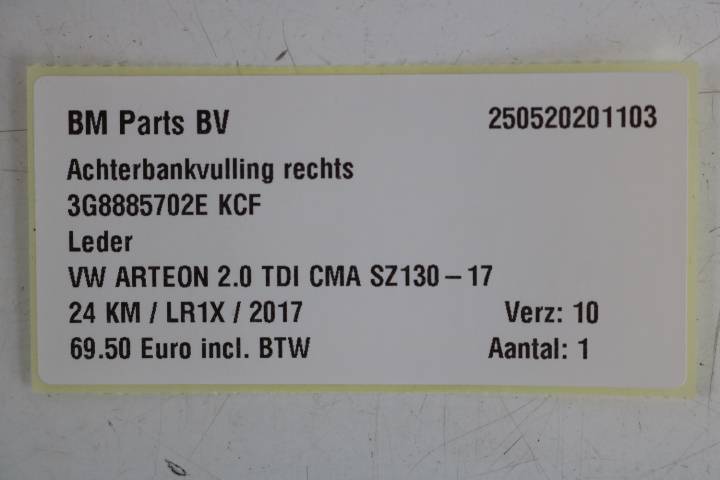 BM Parts BV 250520201103
Achterbankvulling rechts
3G8885702E KCF
Leder
VW ARTEON 2.0 TDI CMA SZ130 – 17
24 KM / LR1X / 2017 Verz: 10
69.50 Euro incl. BTW Aantal: 1